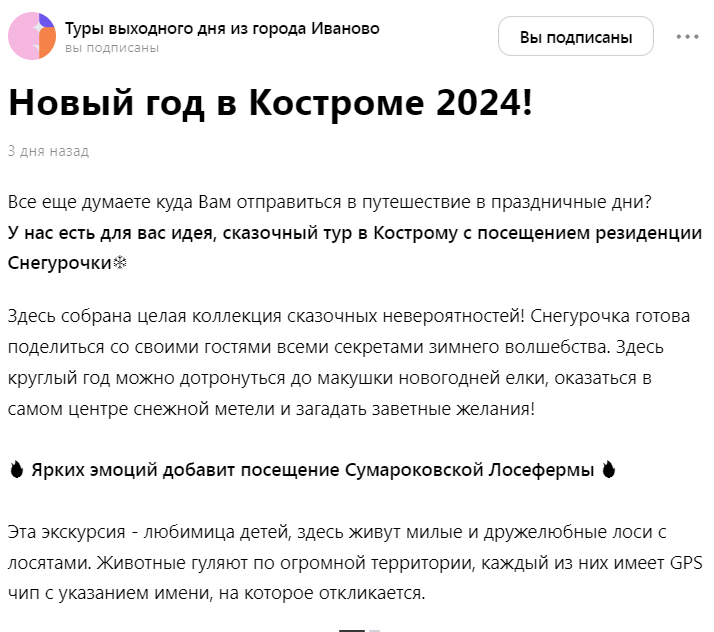 Туры выходного дня из города Иваново
вы подписаны
Вы подписаны
Новый год в Костроме 2024!
3 дня назад
Все еще думаете куда Вам отправиться в путешествие в праздничные дни?
У нас есть для вас идея, сказочный тур в Кострому с посещением резиденции
Снегурочки❄
Здесь собрана целая коллекция сказочных невероятностей! Снегурочка готова
поделиться со своими гостями всеми секретами зимнего волшебства. Здесь
круглый год можно дотронуться до макушки новогодней елки, оказаться в
самом центре снежной метели и загадать заветные желания!
🔥 Ярких эмоций добавит посещение Сумароковской Лосефермы 🔥
Эта экскурсия - любимица детей, здесь живут милые и дружелюбные лоси с
лосятами. Животные гуляют по огромной территории, каждый из них имеет GPS
чип с указанием имени, на которое откликается.